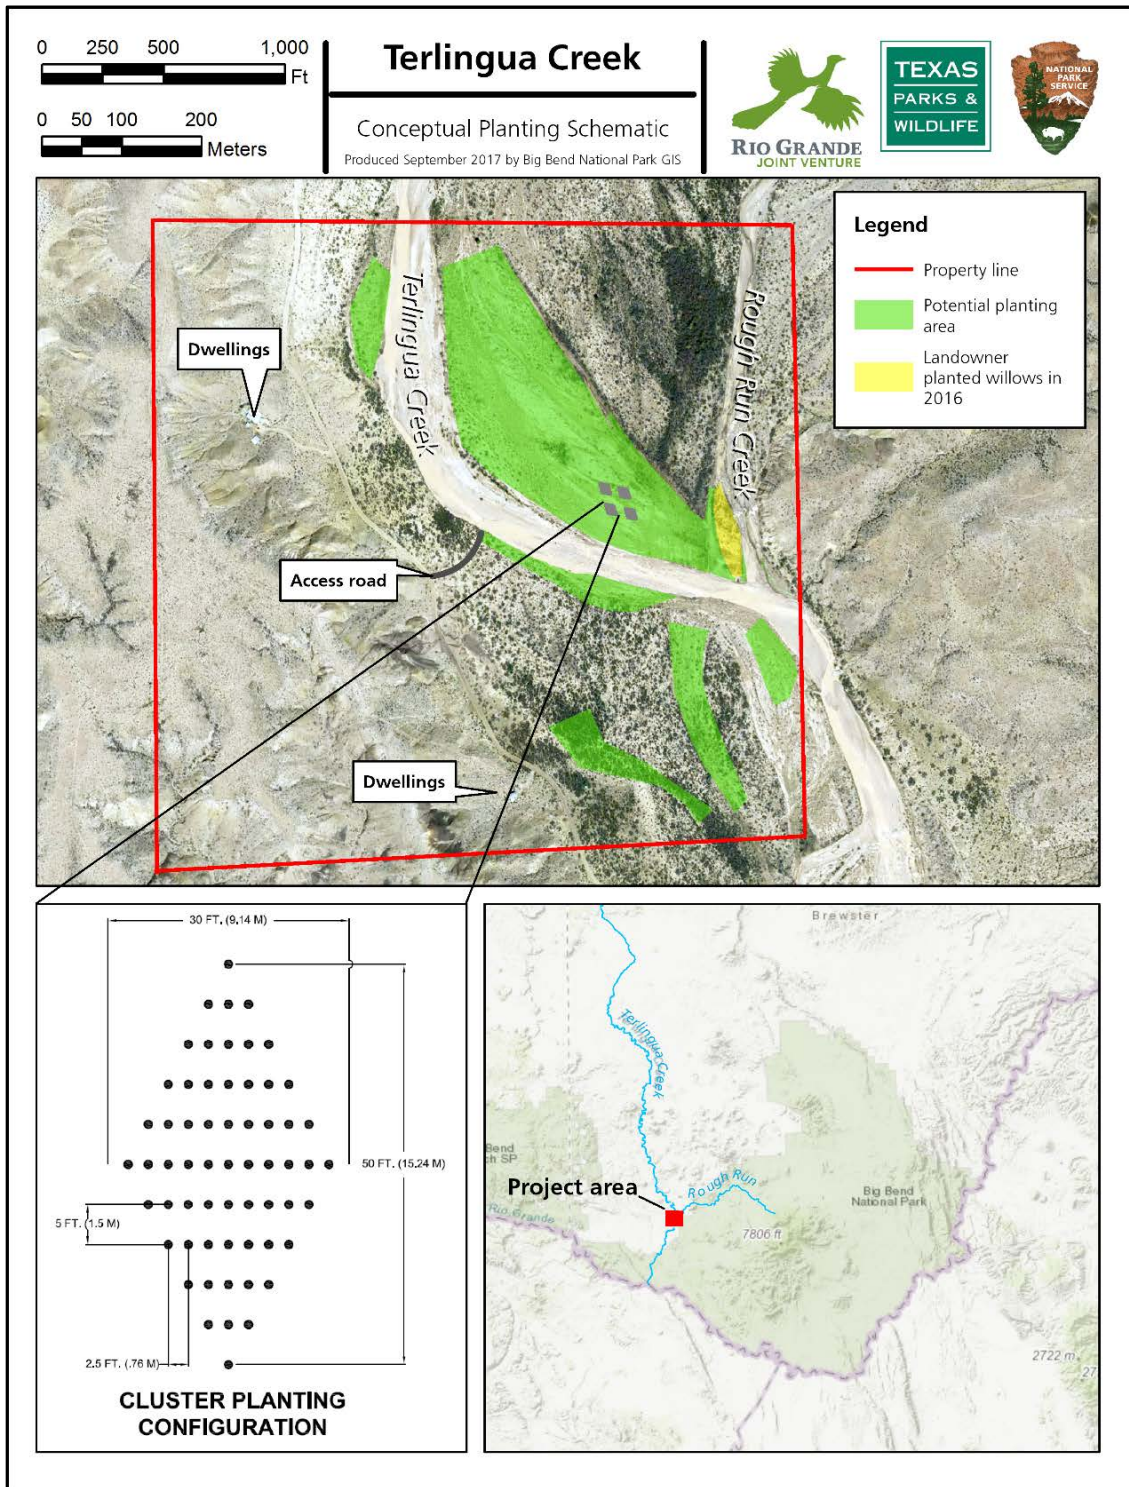 0 250 500 1,000
Ft
0 50 100 200
Meters
Terlingua Creek
Conceptual Planting Schematic
Produced September 2017 by Big Bend National Park GIS
RIO GRANDE
JOINT VENTURE
TEXAS
PARKS &
WILDLIFE
NATIONAL
PARK
SERVICE
Legend
Property line
Potential planting
area
Landowner
planted willows in
2016
Terlingua Creek
Rough Run Creek
Dwellings
Access road
Dwellings
30 FT. (9.14 M)
50 FT. (15.24 M)
5 FT. (1.5 M)
2.5 FT. (.76 M)
CLUSTER PLANTING
CONFIGURATION
Brewster
Terlingua Creek
Bend
ch SP
Project area
Rough Run
Big Bend
National Park
Rio Grande
7806 ft
2722 m
27